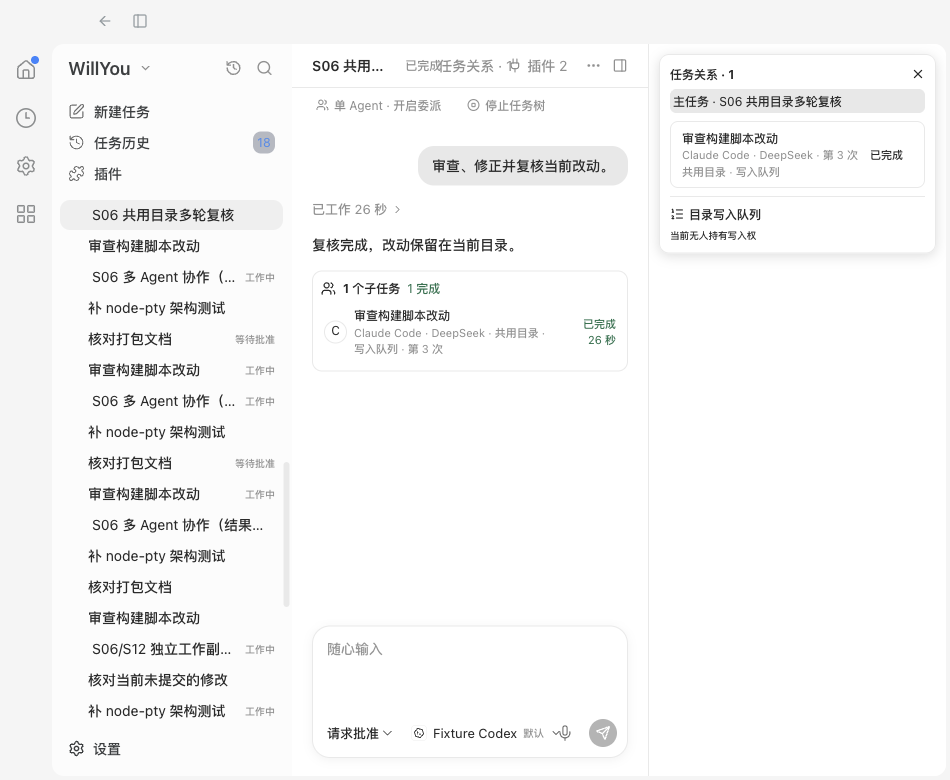 WillYou
新建任务
任务历史
18
插件
S06 共用目录多轮复核
审查构建脚本改动
S06 多 Agent 协作（... 工作中
补 node-pty 架构测试
核对打包文档 等待批准
审查构建脚本改动 工作中
S06 多 Agent 协作（... 工作中
补 node-pty 架构测试
核对打包文档 等待批准
审查构建脚本改动 工作中
S06 多 Agent 协作（结果...
补 node-pty 架构测试
核对打包文档
审查构建脚本改动
S06/S12 独立工作副... 工作中
核对当前未提交的修改
补 node-pty 架构测试 工作中
设置
S06 共用... 已完成 任务关系 · 插件 2
单 Agent · 开启委派 停止任务树
审查、修正并复核当前改动。
已工作 26 秒
复核完成，改动保留在当前目录。
1 个子任务 1 完成
C
审查构建脚本改动
Claude Code · DeepSeek · 共用目录 ·
写入队列 · 第 3 次
已完成
26 秒
随心输入
请求批准 Fixture Codex 默认
任务关系 · 1
主任务 · S06 共用目录多轮复核
审查构建脚本改动
Claude Code · DeepSeek · 第 3 次 已完成
共用目录 · 写入队列
目录写入队列
当前无人持有写入权